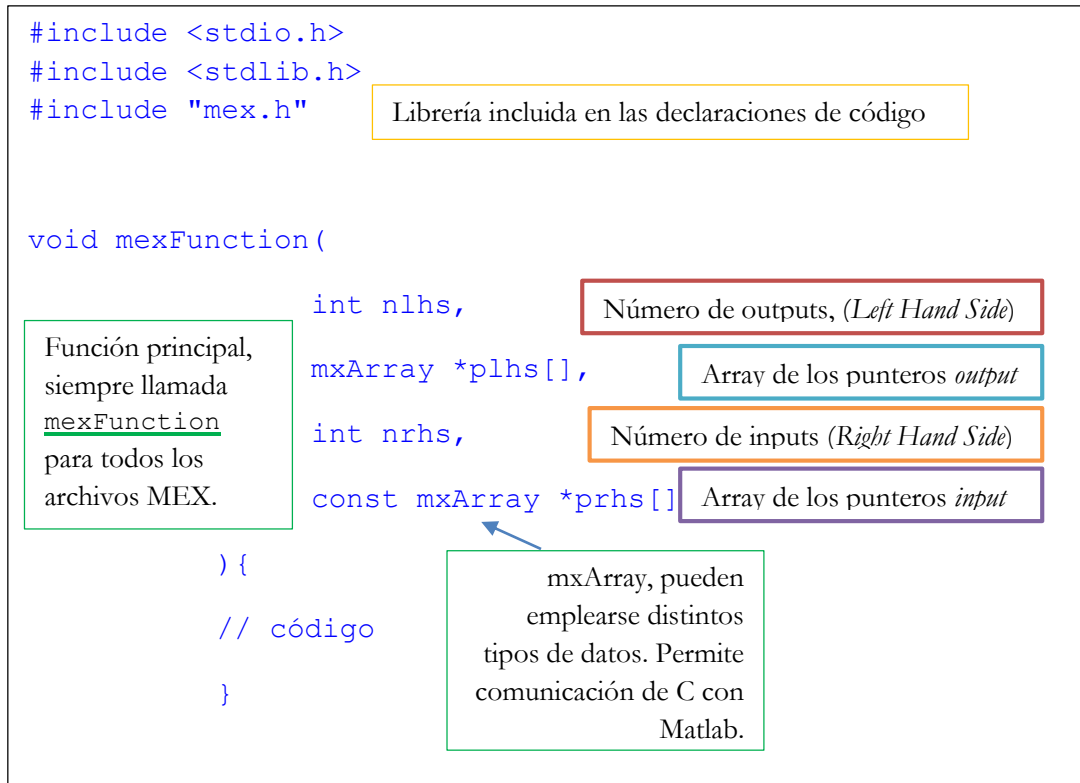 #include <stdio.h>
#include <stdlib.h>
#include "mex.h"
Librería incluida en las declaraciones de código
void mexFunction(
int nlhs,
Número de outputs, (Left Hand Side)
mxArray *plhs[],
Array de los punteros output
int nrhs,
Número de inputs (Right Hand Side)
const mxArray *prhs[]
Array de los punteros input
Función principal,
siempre llamada
mexFunction
para todos los
archivos MEX.
){
// código
}
mxArray, pueden
emplearse distintos
tipos de datos. Permite
comunicación de C con
Matlab.